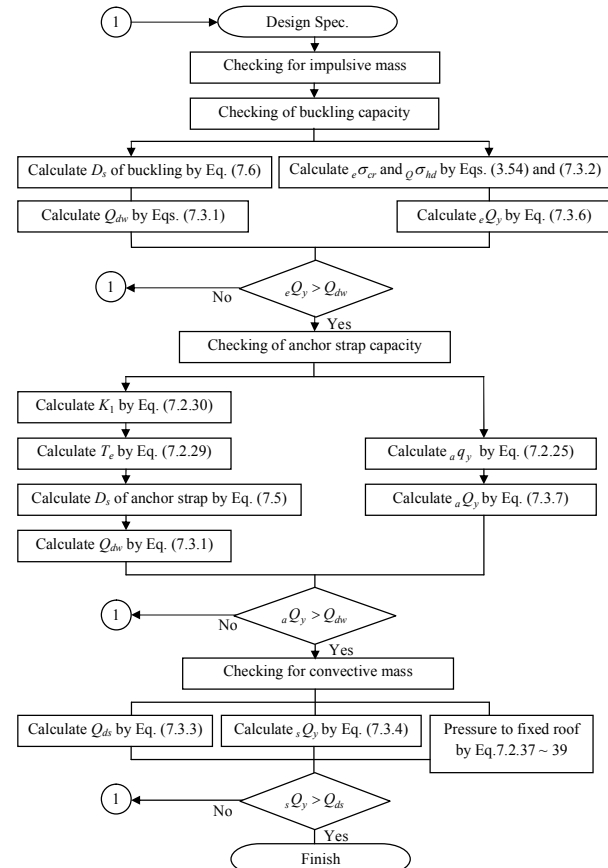 1
Design Spec.
Checking for impulsive mass
Checking of buckling capacity
Calculate Dₛ of buckling by Eq. (7.6)
Calculate ₑσcr and Qσhd by Eqs. (3.54) and (7.3.2)
Calculate Qdw by Eqs. (7.3.1)
Calculate ₑQy by Eq. (7.3.6)
1
No
ₑQy > Qdw
Yes
Checking of anchor strap capacity
Calculate K₁ by Eq. (7.2.30)
Calculate Tₑ by Eq. (7.2.29)
Calculate ₐqy by Eq. (7.2.25)
Calculate Dₛ of anchor strap by Eq. (7.5)
Calculate ₐQy by Eq. (7.3.7)
Calculate Qdw by Eq. (7.3.1)
1
No
ₐQy > Qdw
Yes
Checking for convective mass
Calculate Qds by Eq. (7.3.3)
Calculate ₛQy by Eq. (7.3.4)
Pressure to fixed roof
by Eq.7.2.37 ~ 39
1
No
ₛQy > Qds
Yes
Finish